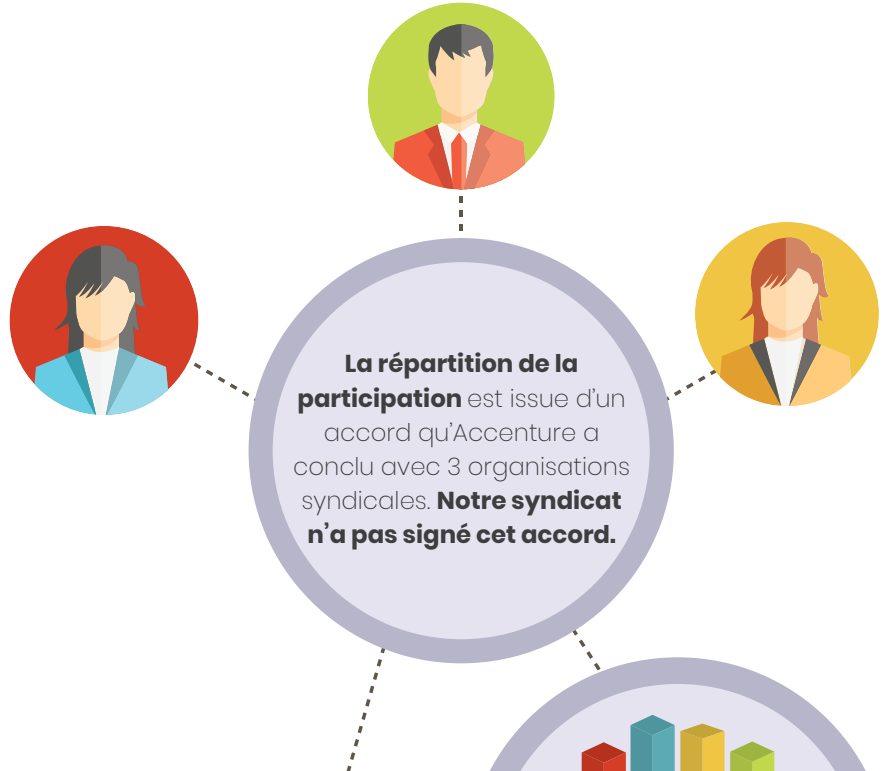 La répartition de la
participation est issue d’un
accord qu’Accenture a
conclu avec 3 organisations
syndicales. Notre syndicat
n’a pas signé cet accord.